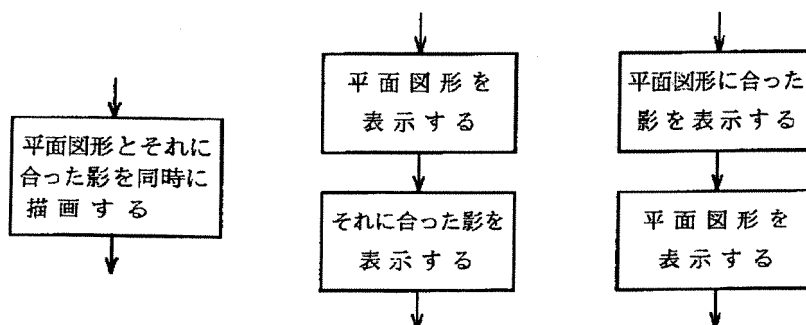 平面図形とそれに
合った影を同時に
描画する
平面図形を
表示する
それに合った影を
表示する
平面図形に合った
影を表示する
平面図形を
表示する